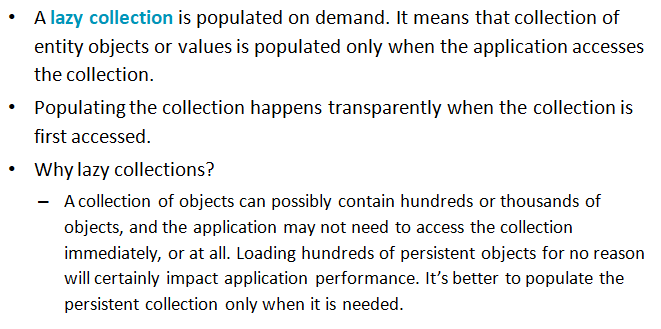 • A lazy collection is populated on demand. It means that collection of
entity objects or values is populated only when the application accesses
the collection.
• Populating the collection happens transparently when the collection is
first accessed.
• Why lazy collections?
– A collection of objects can possibly contain hundreds or thousands of
objects, and the application may not need to access the collection
immediately, or at all. Loading hundreds of persistent objects for no reason
will certainly impact application performance. It’s better to populate the
persistent collection only when it is needed.